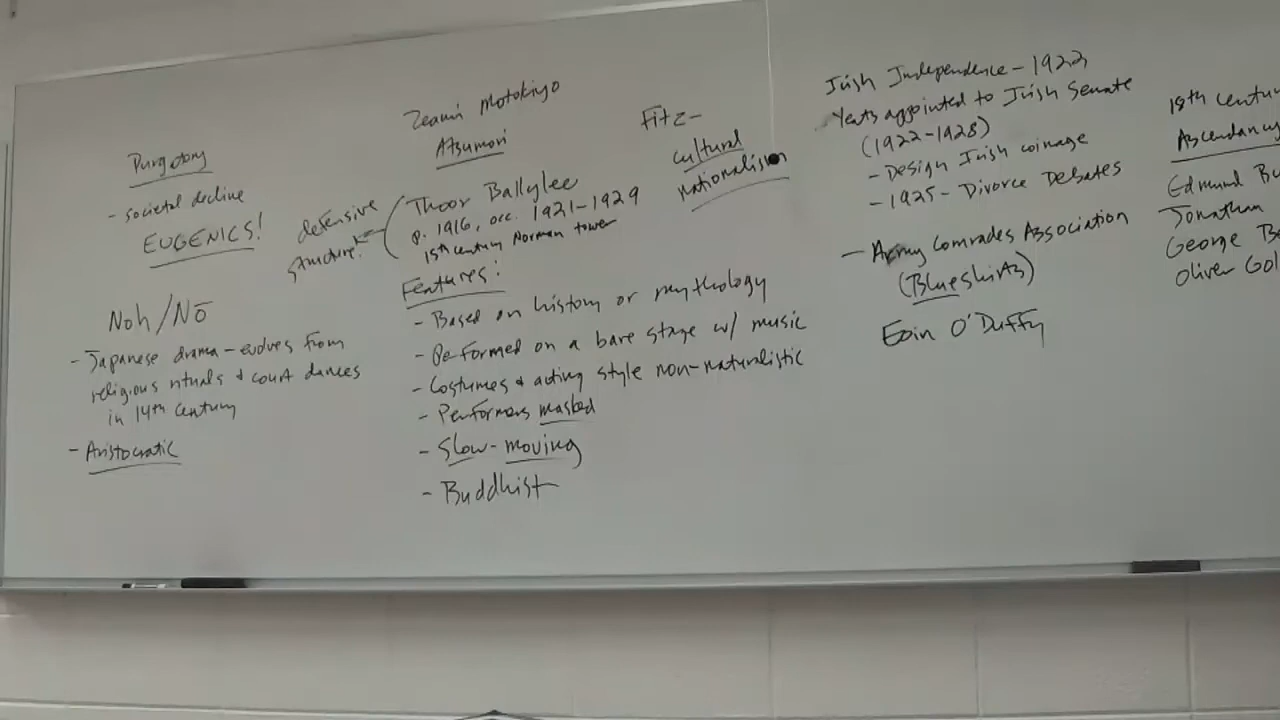 Purgatory
- societal decline
EUGENICS!
Noh/Nō
- Japanese drama - evolves from
religious rituals & court dances
in 14th century
- Aristocratic
Zeami Motokiyo
Atsumori
defensive
structure!
Thoor Ballylee
p. 1916, occ. 1921-1929
15th century Norman tower
Features:
- Based on history or mythology
- Performed on a bare stage w/ music
- Costumes & acting style non-naturalistic
- Performers masked
- Slow-moving
- Buddhist
Fitz-
cultural
nationalism
Irish Independence - 1922
Yeats appointed to Irish Senate
(1922-1928)
- Design Irish coinage
- 1925 - Divorce Debates
- Army Comrades Association
(Blueshirts)
Eoin O'Duffy
18th centu
Ascendancy
Edmund Bu
Jonathan
George Be
Oliver Gol